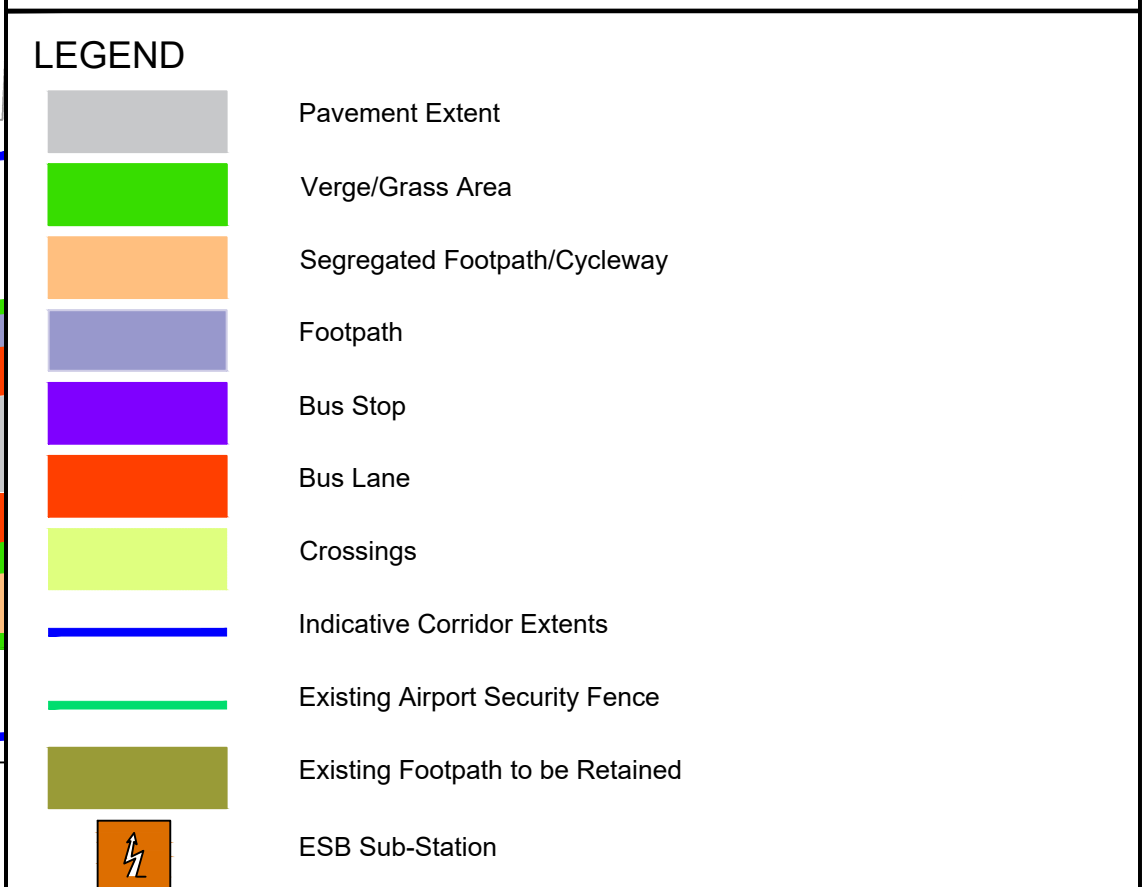 LEGEND
Pavement Extent
Verge/Grass Area
Segregated Footpath/Cycleway
Footpath
Bus Stop
Bus Lane
Crossings
Indicative Corridor Extents
Existing Airport Security Fence
Existing Footpath to be Retained
ESB Sub-Station